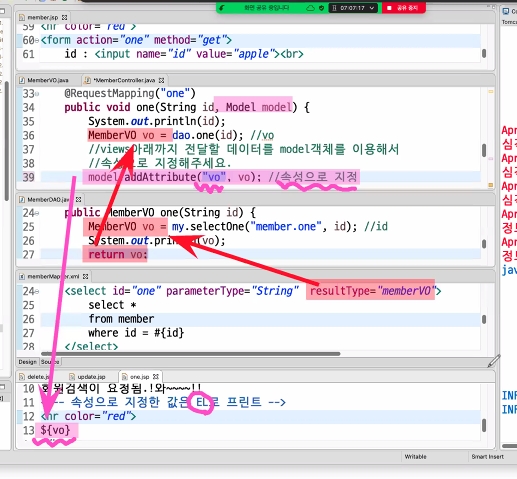 member.jsp
59 <hr color="red">
60 <form action="one" method="get">
61 id : <input name="id" value="apple"><br>
화면 공유 중입니다
07:07:17
공유 중지
MemberVO.java *MemberController.java
33 @RequestMapping("one")
34 public void one(String id, Model model) {
35 System.out.println(id);
36 MemberVO vo = dao.one(id); //vo
37 //views아래까지 전달할 데이터를 model객체를 이용해서
38 //속성으로 지정해주세요.
39 model.addAttribute("vo", vo); //속성으로 지정
MemberDAO.java
24 public MemberVO one(String id) {
25 MemberVO vo = my.selectOne("member.one", id); //id
26 System.out.println(vo);
27 return vo;
memberMapper.xml
24 <select id="one" parameterType="String" resultType="memberVO">
25 select *
26 from member
27 where id = #{id}
28 </select>
Design Source
delete.jsp update.jsp one.jsp
10 회원검색이 요청됨.!와~~~~!!
11 속성으로 지정한 값은 EL로 프린트 -->
12 <hr color="red">
13 ${vo}
Writable Smart Insert
Co
Tomca
Apr
심각
Apr
심각
Apr
심각
Apr
정보
Apr
정보
java
INF
INF